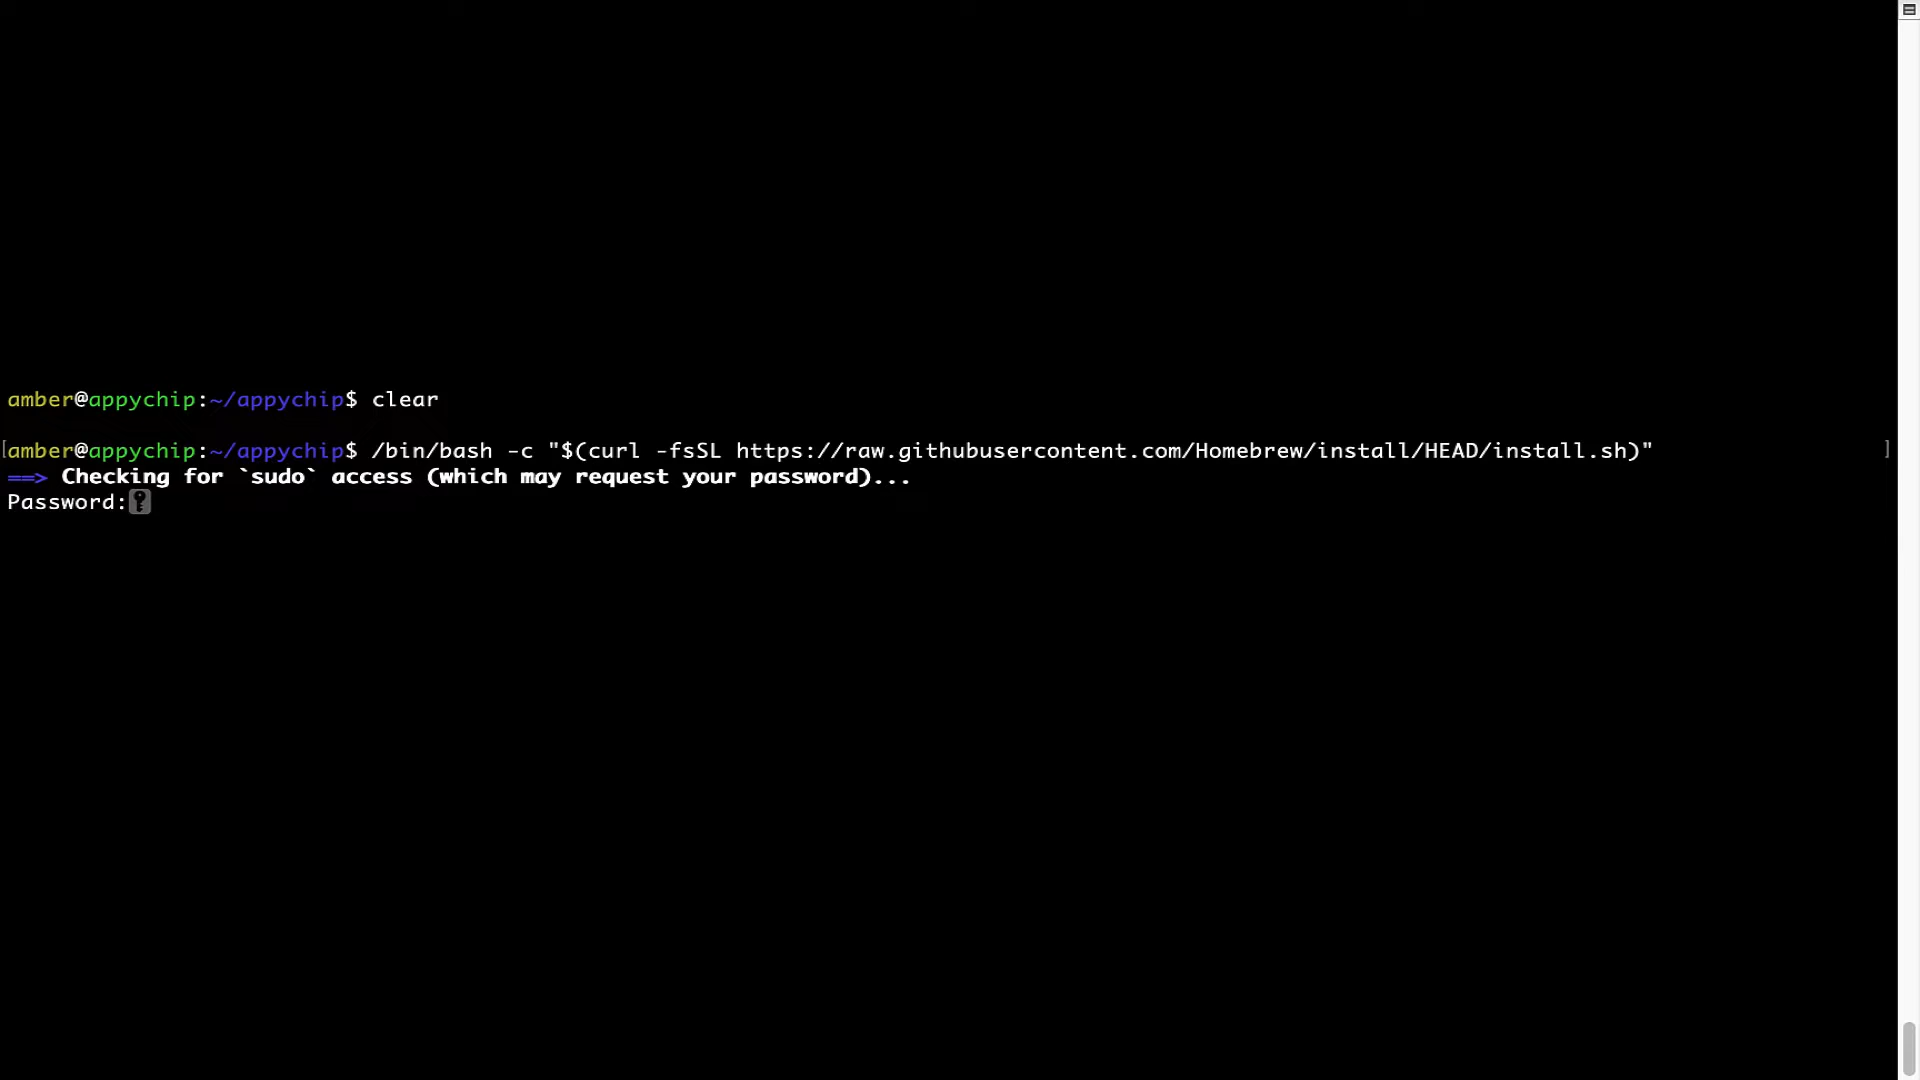 amber@appychip:~/appychip$ clear
[amber@appychip:~/appychip$ /bin/bash -c "$(curl -fsSL https://raw.githubusercontent.com/Homebrew/install/HEAD/install.sh)" ]
==> Checking for `sudo` access (which may request your password)...
Password: